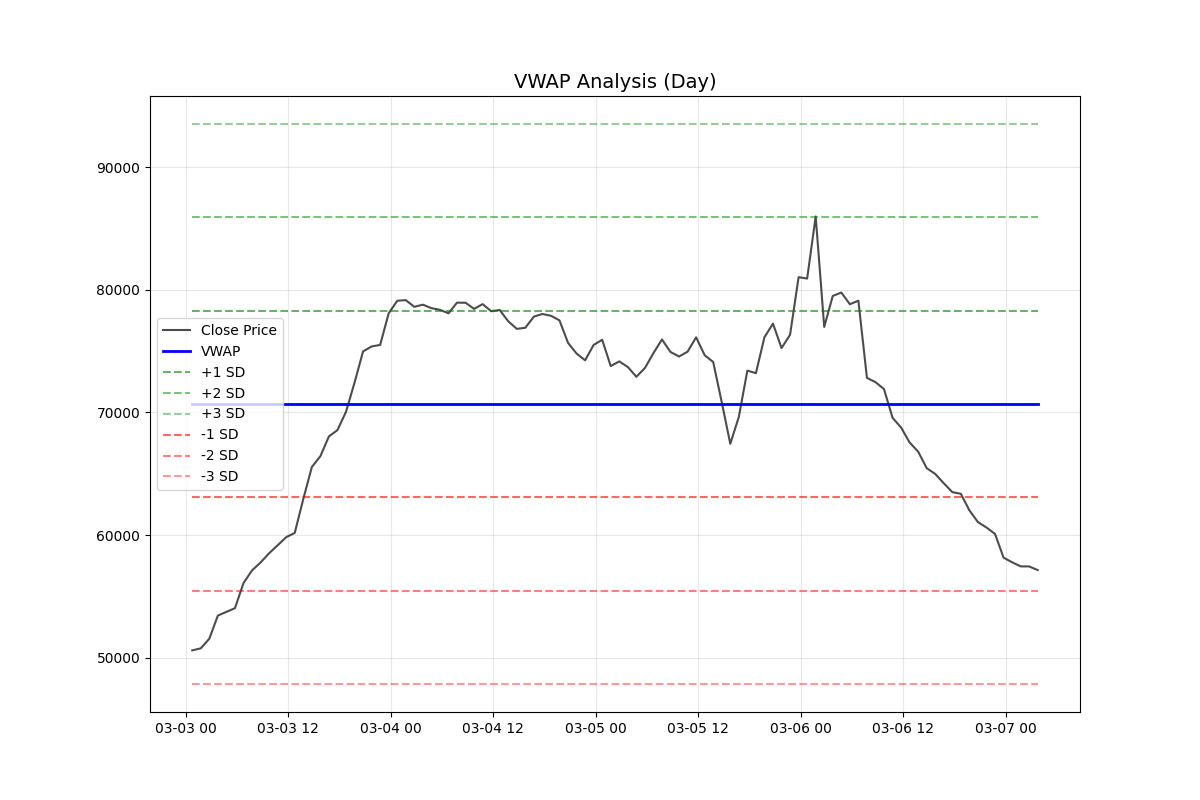 VWAP Analysis (Day)
90000
80000
70000
60000
50000
Close Price
VWAP
+1 SD
+2 SD
+3 SD
-1 SD
-2 SD
-3 SD
03-03 00
03-03 12
03-04 00
03-04 12
03-05 00
03-05 12
03-06 00
03-06 12
03-07 00